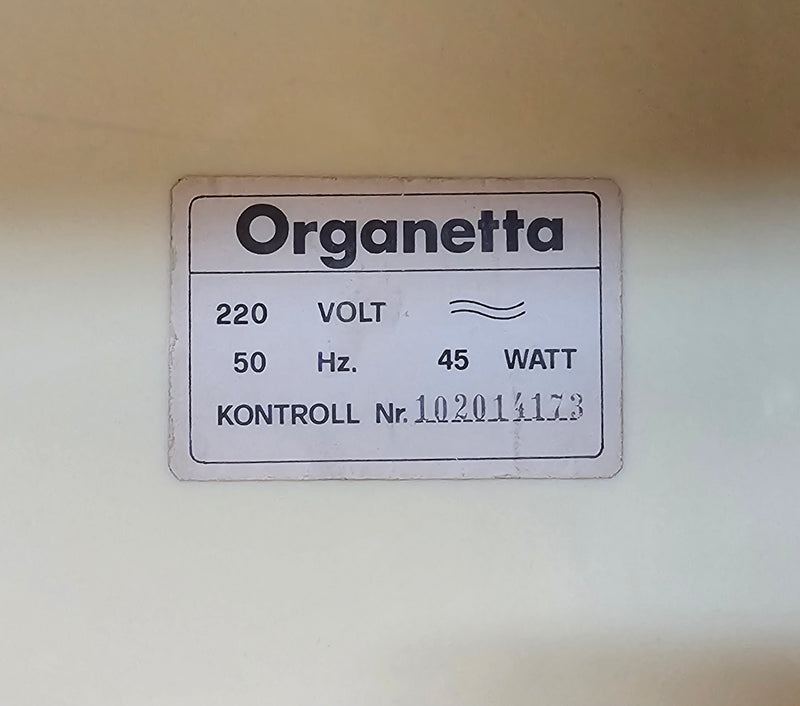 Organetta
220 VOLT
50 Hz. 45 WATT
KONTROLL Nr. 102014173